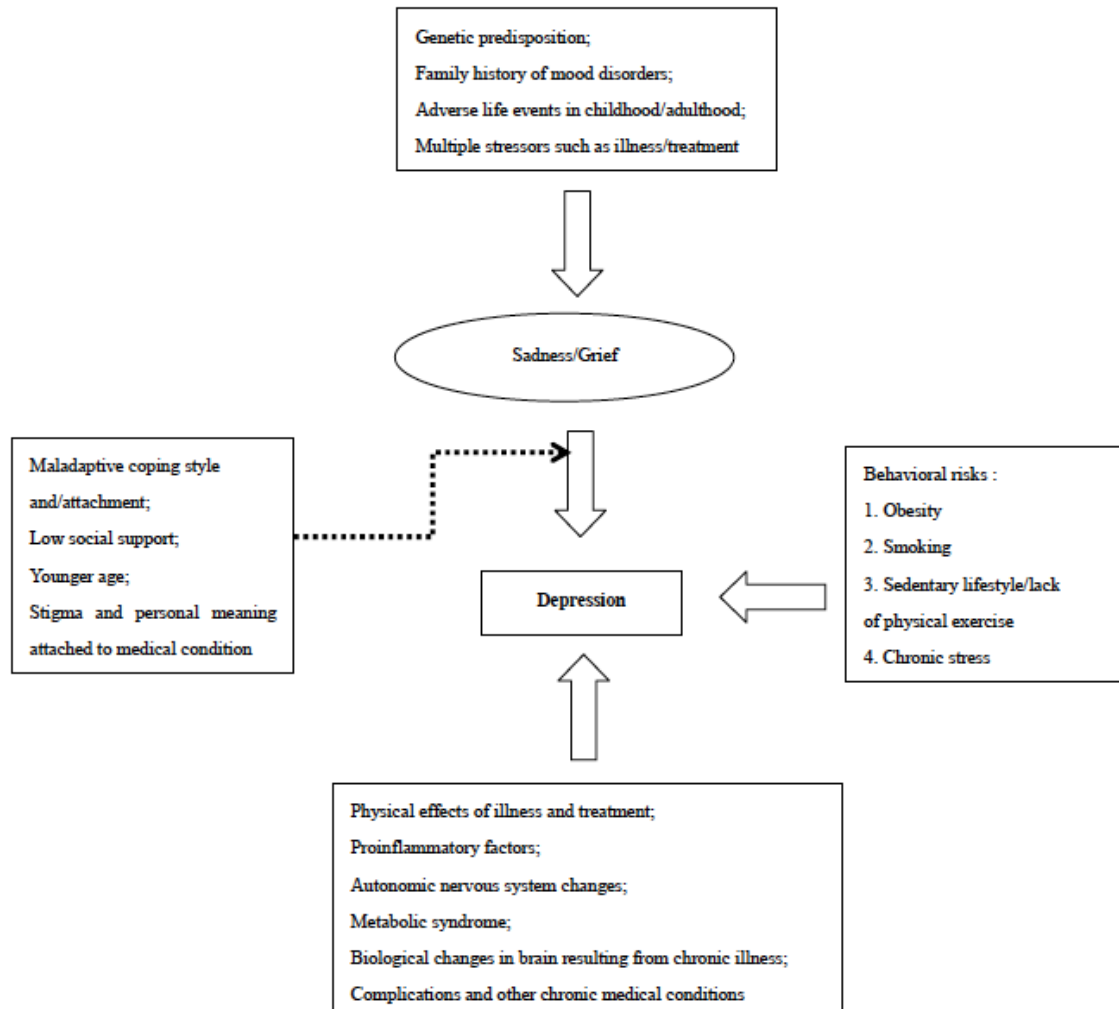 Genetic predisposition;
Family history of mood disorders;
Adverse life events in childhood/adulthood;
Multiple stressors such as illness/treatment
Sadness/Grief
Maladaptive coping style
and/attachment;
Low social support;
Younger age;
Stigma and personal meaning
attached to medical condition
Behavioral risks :
1. Obesity
2. Smoking
3. Sedentary lifestyle/lack
of physical exercise
4. Chronic stress
Depression
Physical effects of illness and treatment;
Proinflammatory factors;
Autonomic nervous system changes;
Metabolic syndrome;
Biological changes in brain resulting from chronic illness;
Complications and other chronic medical conditions